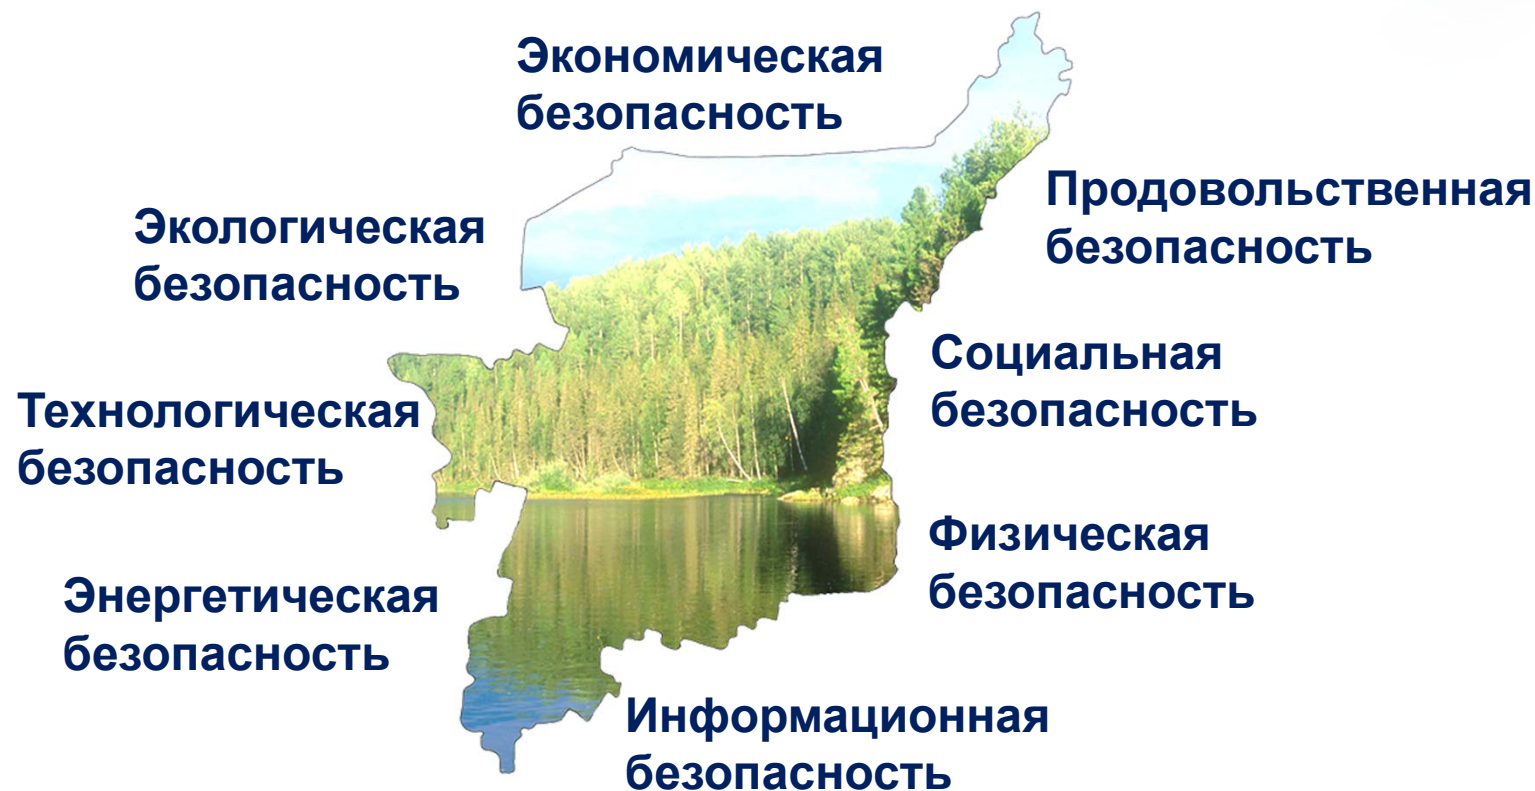 Экономическая
безопасность
Продовольственная
безопасность
Экологическая
безопасность
Социальная
безопасность
Технологическая
безопасность
Физическая
безопасность
Энергетическая
безопасность
Информационная
безопасность